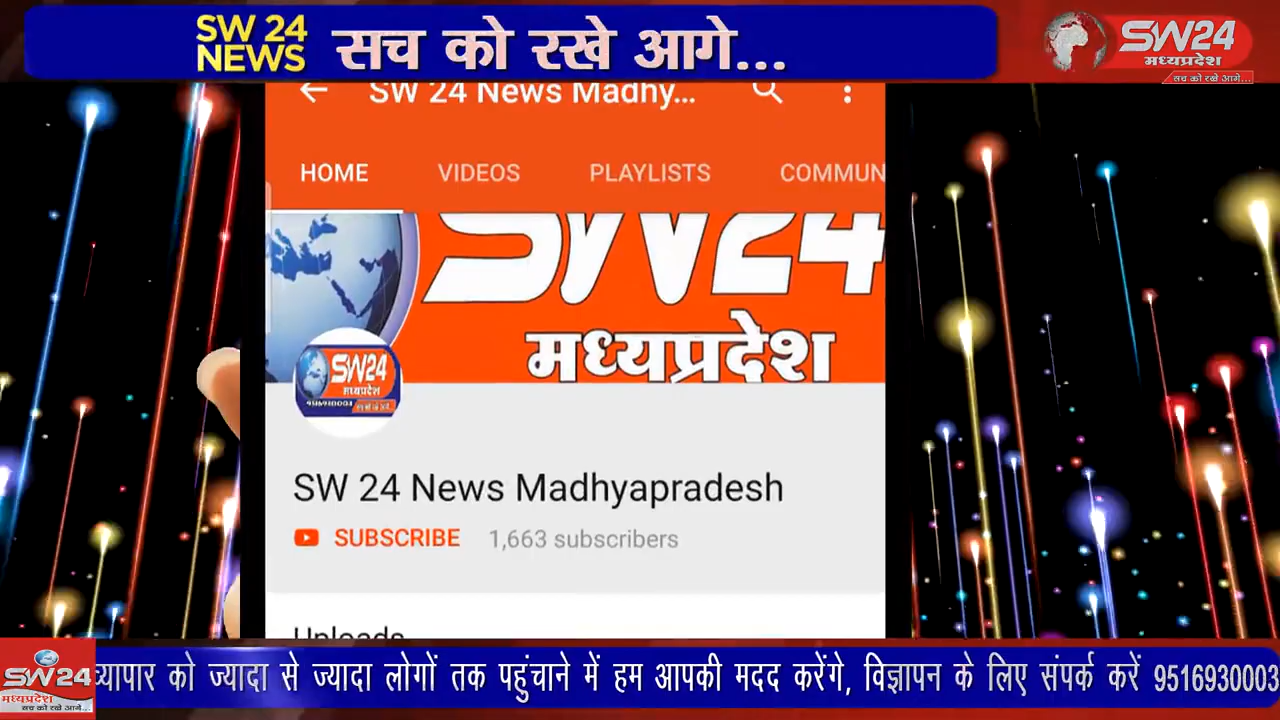 SW 24
NEWS
सच को रखे आगे...
SW24
मध्यप्रदेश
सच को रखे आगे...
SW 24 News Madhy...
HOME VIDEOS PLAYLISTS COMMUN
SW24
मध्यप्रदेश
SW24
मध्यप्रदेश
9516930003
SW 24 News Madhyapradesh
SUBSCRIBE 1,663 subscribers
Uploads
SW24
मध्यप्रदेश
सच को रखे आगे...
व्यापार को ज्यादा से ज्यादा लोगों तक पहुंचाने में हम आपकी मदद करेंगे, विज्ञापन के लिए संपर्क करें 9516930003